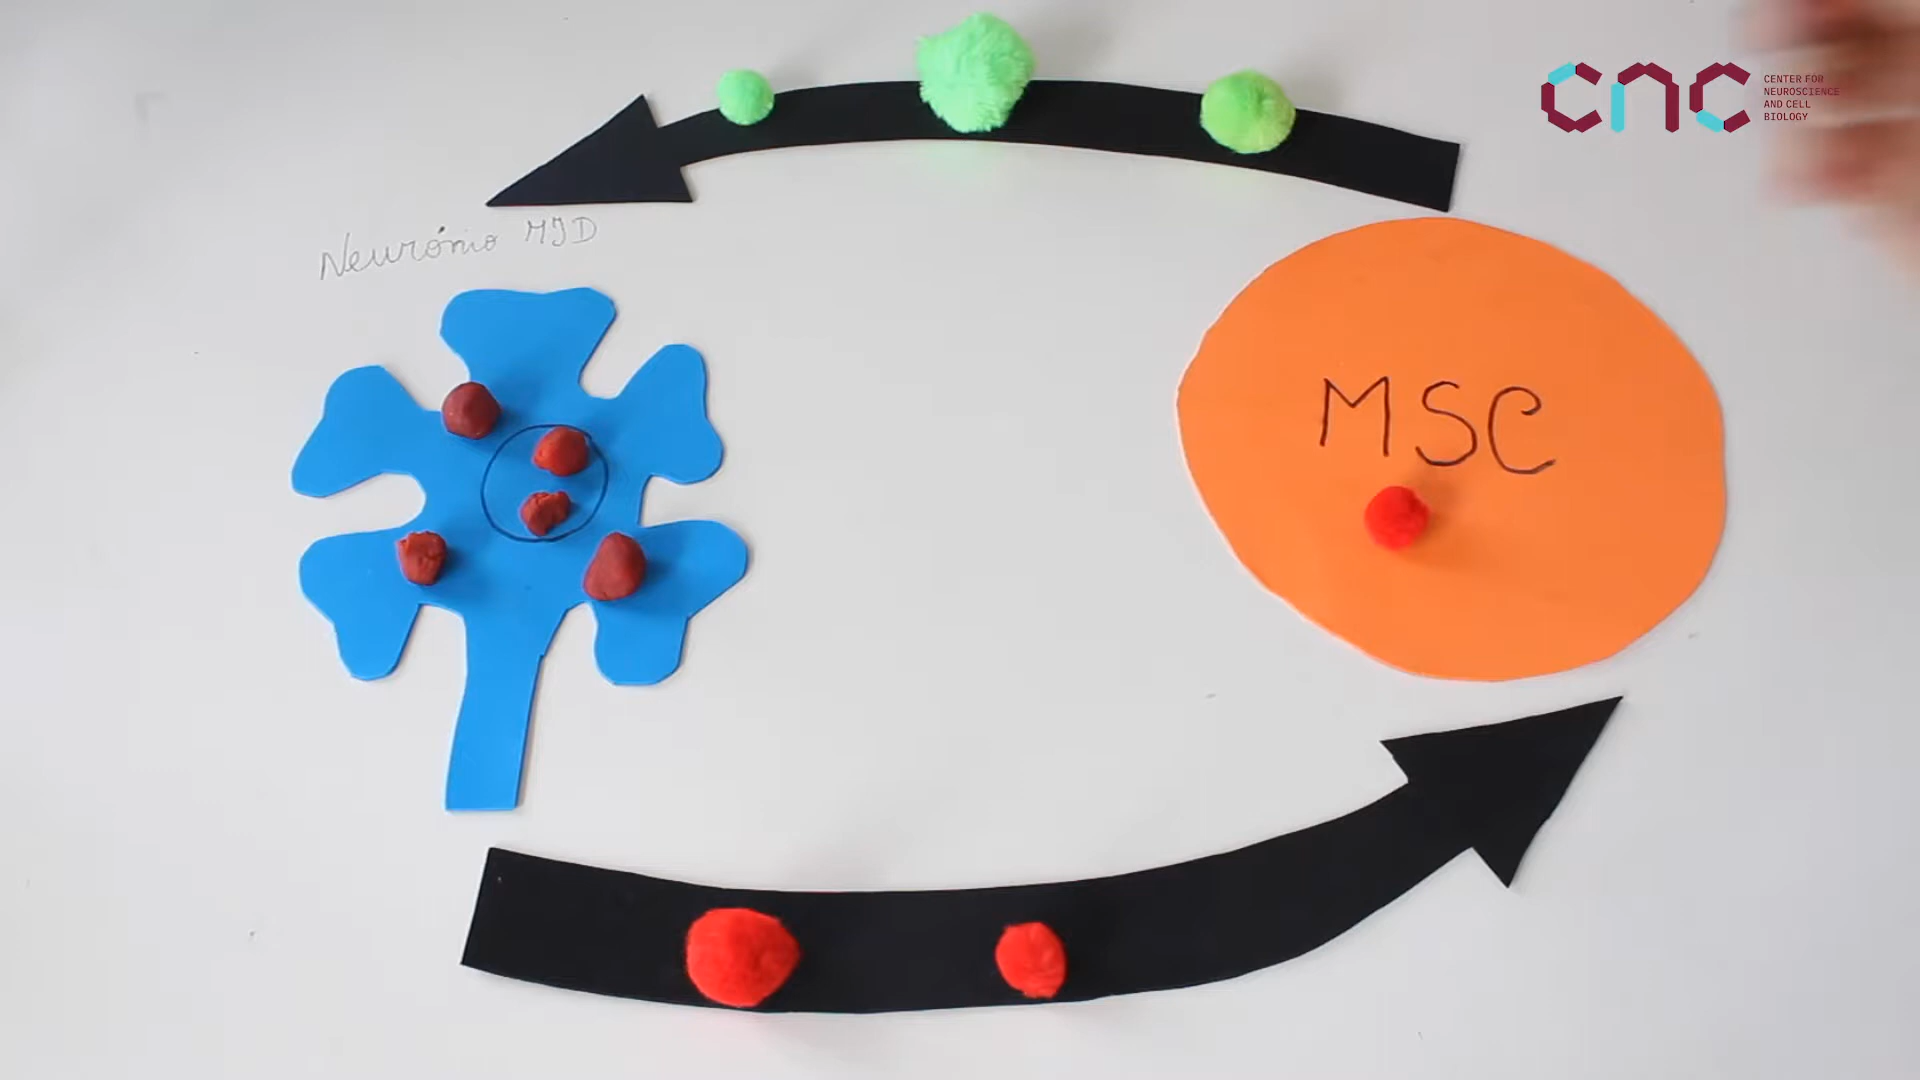 cnc
CENTER FOR
NEUROSCIENCE
AND CELL
BIOLOGY
Neurónio MJD
MSC